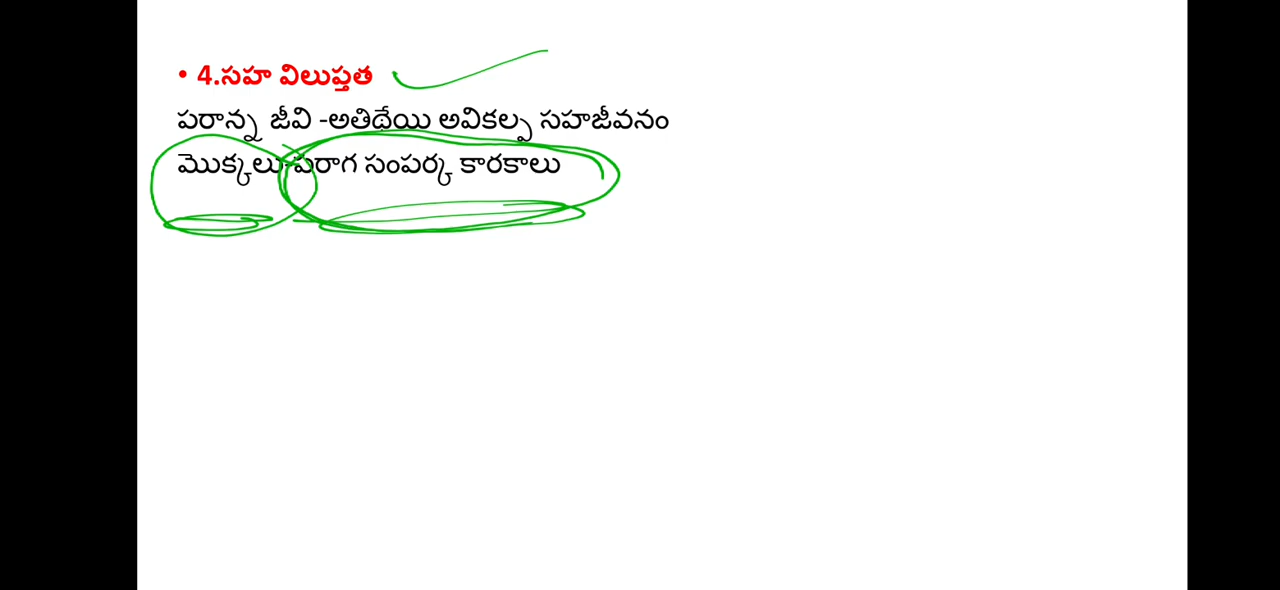 • 4.సహ విలుప్తత
పరాన్న జీవి -అతిథేయి అవికల్ప సహజీవనం
మొక్కలు-పరాగ సంపర్క కారకాలు